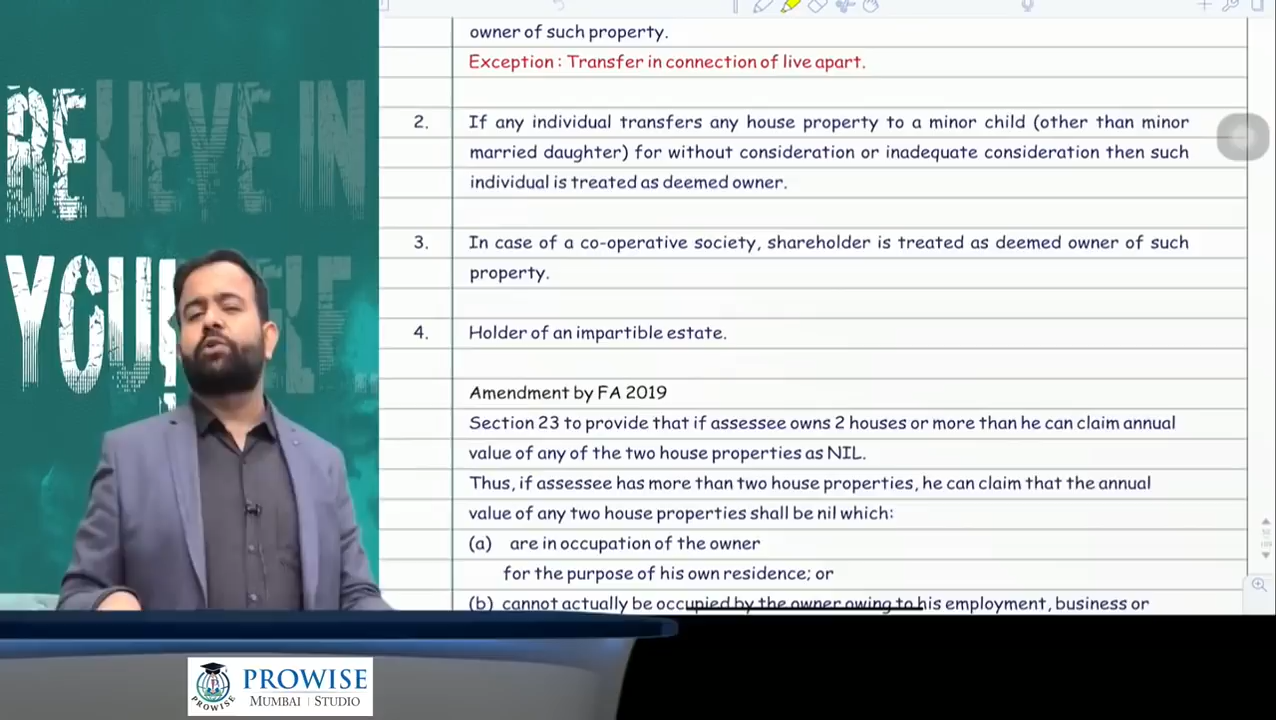 BELIEVE IN
owner of such property.
Exception : Transfer in connection of live apart.
2. If any individual transfers any house property to a minor child (other than minor
married daughter) for without consideration or inadequate consideration then such
individual is treated as deemed owner.
3. In case of a co-operative society, shareholder is treated as deemed owner of such
property.
4. Holder of an impartible estate.
Amendment by FA 2019
Section 23 to provide that if assessee owns 2 houses or more than he can claim annual
value of any of the two house properties as NIL.
Thus, if assessee has more than two house properties, he can claim that the annual
value of any two house properties shall be nil which:
(a) are in occupation of the owner
for the purpose of his own residence; or
(b) cannot actually be occupied by the owner owing to his employment, business or
PROWISE
PROWISE
MUMBAI | STUDIO